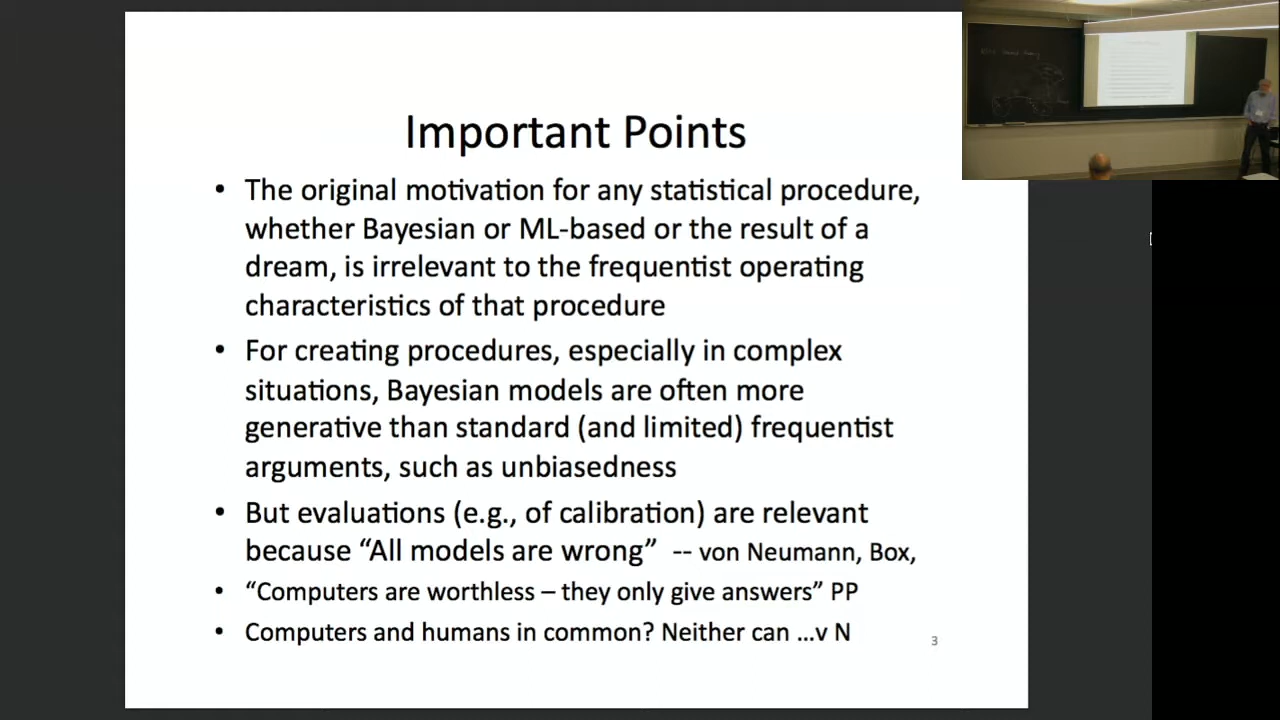 Important Points
• The original motivation for any statistical procedure,
whether Bayesian or ML-based or the result of a
dream, is irrelevant to the frequentist operating
characteristics of that procedure
• For creating procedures, especially in complex
situations, Bayesian models are often more
generative than standard (and limited) frequentist
arguments, such as unbiasedness
• But evaluations (e.g., of calibration) are relevant
because “All models are wrong” -- von Neumann, Box,
• “Computers are worthless – they only give answers” PP
• Computers and humans in common? Neither can …v N
3